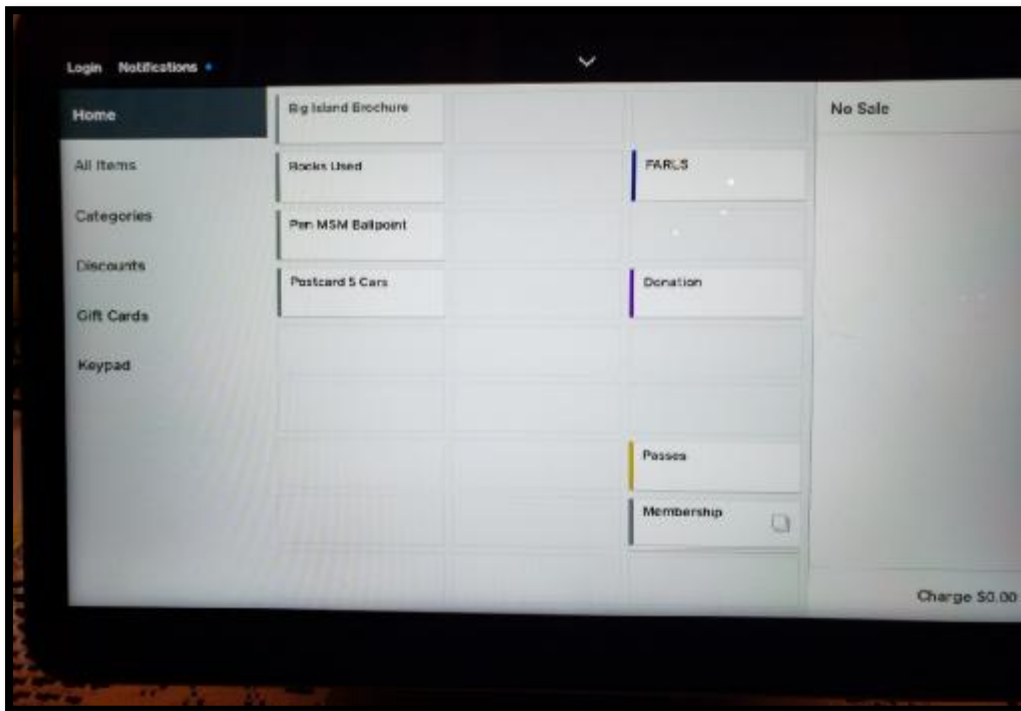 Login Notifications
Home
All Items
Categories
Discounts
Gift Cards
Keypad
Big Island Brochure
Books Used
Pen MSM Ballpoint
Postcard 5 Cars
FARLS
Donation
Passes
Membership
No Sale
Charge $0.00